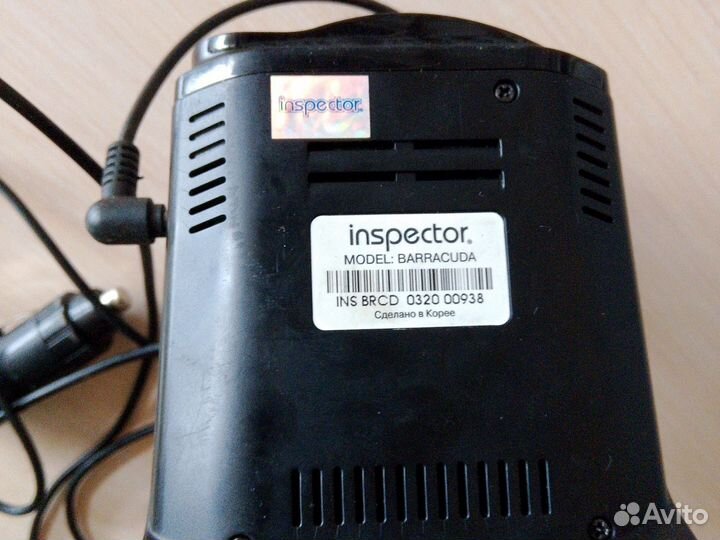 inspector®
inspector®
MODEL: BARRACUDA
INS BRCD 0320 00938
Сделано в Корее
Avito